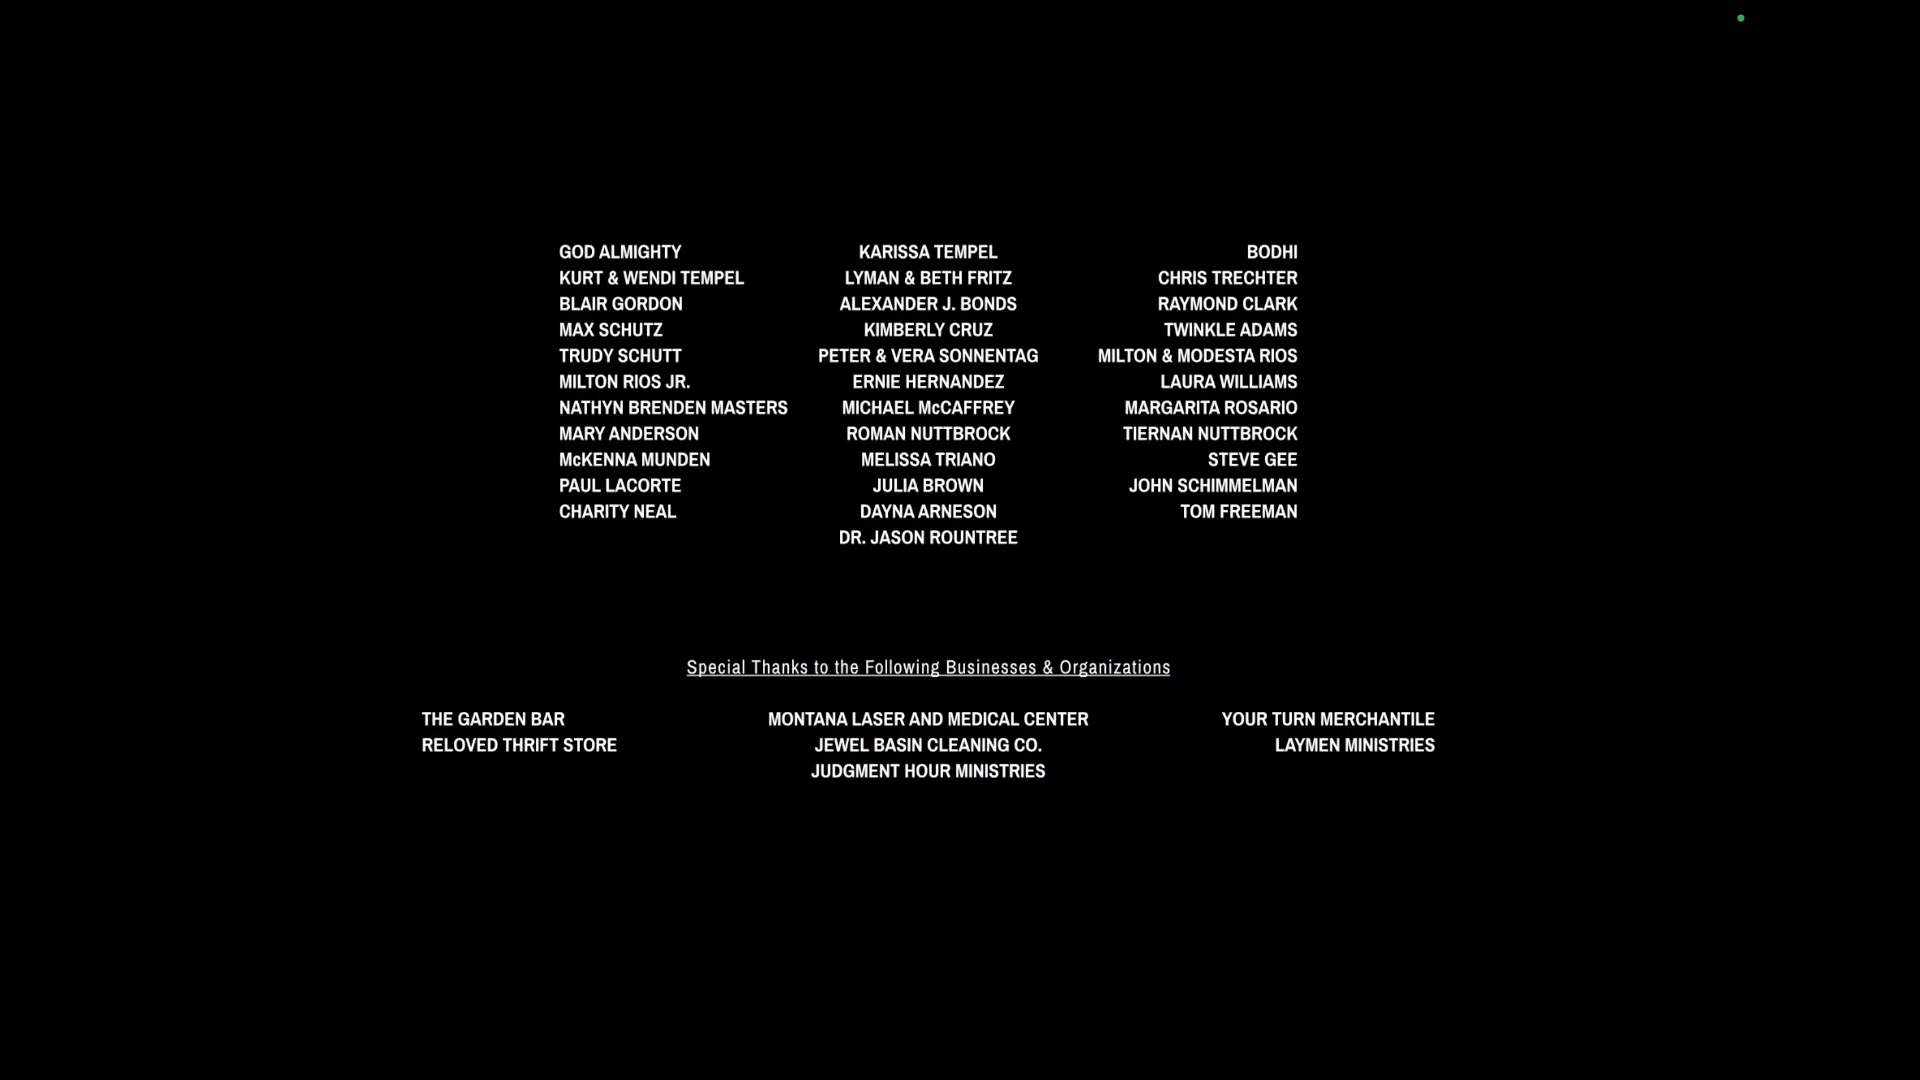 GOD ALMIGHTY
KURT & WENDI TEMPEL
BLAIR GORDON
MAX SCHUTZ
TRUDY SCHUTT
MILTON RIOS JR.
NATHYN BRENDEN MASTERS
MARY ANDERSON
McKENNA MUNDEN
PAUL LACORTE
CHARITY NEAL
KARISSA TEMPEL
LYMAN & BETH FRITZ
ALEXANDER J. BONDS
KIMBERLY CRUZ
PETER & VERA SONNENTAG
ERNIE HERNANDEZ
MICHAEL McCAFFREY
ROMAN NUTTBROCK
MELISSA TRIANO
JULIA BROWN
DAYNA ARNESON
DR. JASON ROUNTREE
BODHI
CHRIS TRECHTER
RAYMOND CLARK
TWINKLE ADAMS
MILTON & MODESTA RIOS
LAURA WILLIAMS
MARGARITA ROSARIO
TIERNAN NUTTBROCK
STEVE GEE
JOHN SCHIMMELMAN
TOM FREEMAN
Special Thanks to the Following Businesses & Organizations
THE GARDEN BAR
RELOVED THRIFT STORE
MONTANA LASER AND MEDICAL CENTER
JEWEL BASIN CLEANING CO.
JUDGMENT HOUR MINISTRIES
YOUR TURN MERCHANTILE
LAYMEN MINISTRIES